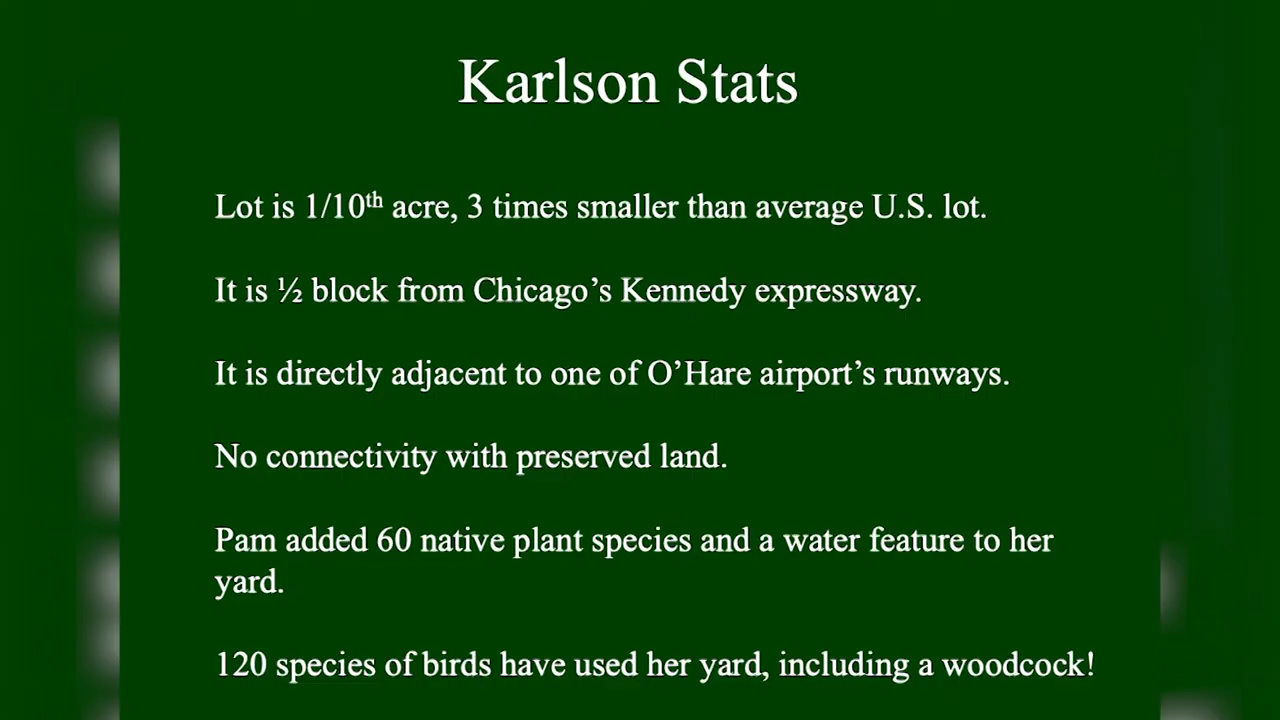 Karlson Stats
Lot is 1/10th acre, 3 times smaller than average U.S. lot.
It is ½ block from Chicago’s Kennedy expressway.
It is directly adjacent to one of O’Hare airport’s runways.
No connectivity with preserved land.
Pam added 60 native plant species and a water feature to her
yard.
120 species of birds have used her yard, including a woodcock!